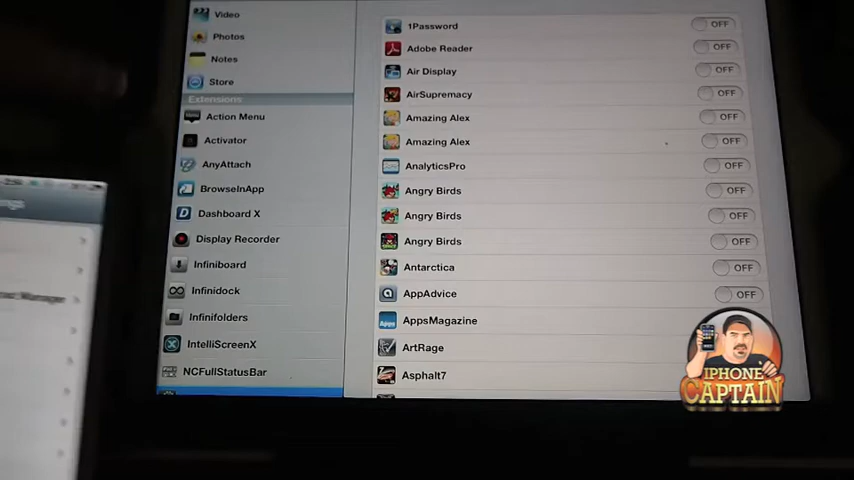 Video
Photos
Notes
Store
Extensions
Action Menu
Activator
AnyAttach
BrowseInApp
Dashboard X
Display Recorder
Infiniboard
Infinidock
Infinifolders
IntelliScreenX
NCFullStatusBar
1Password OFF
Adobe Reader OFF
Air Display OFF
AirSupremacy OFF
Amazing Alex OFF
Amazing Alex OFF
AnalyticsPro OFF
Angry Birds OFF
Angry Birds OFF
Angry Birds OFF
Antarctica OFF
AppAdvice OFF
AppsMagazine
ArtRage
Asphalt7
IPHONE
CAPTAIN